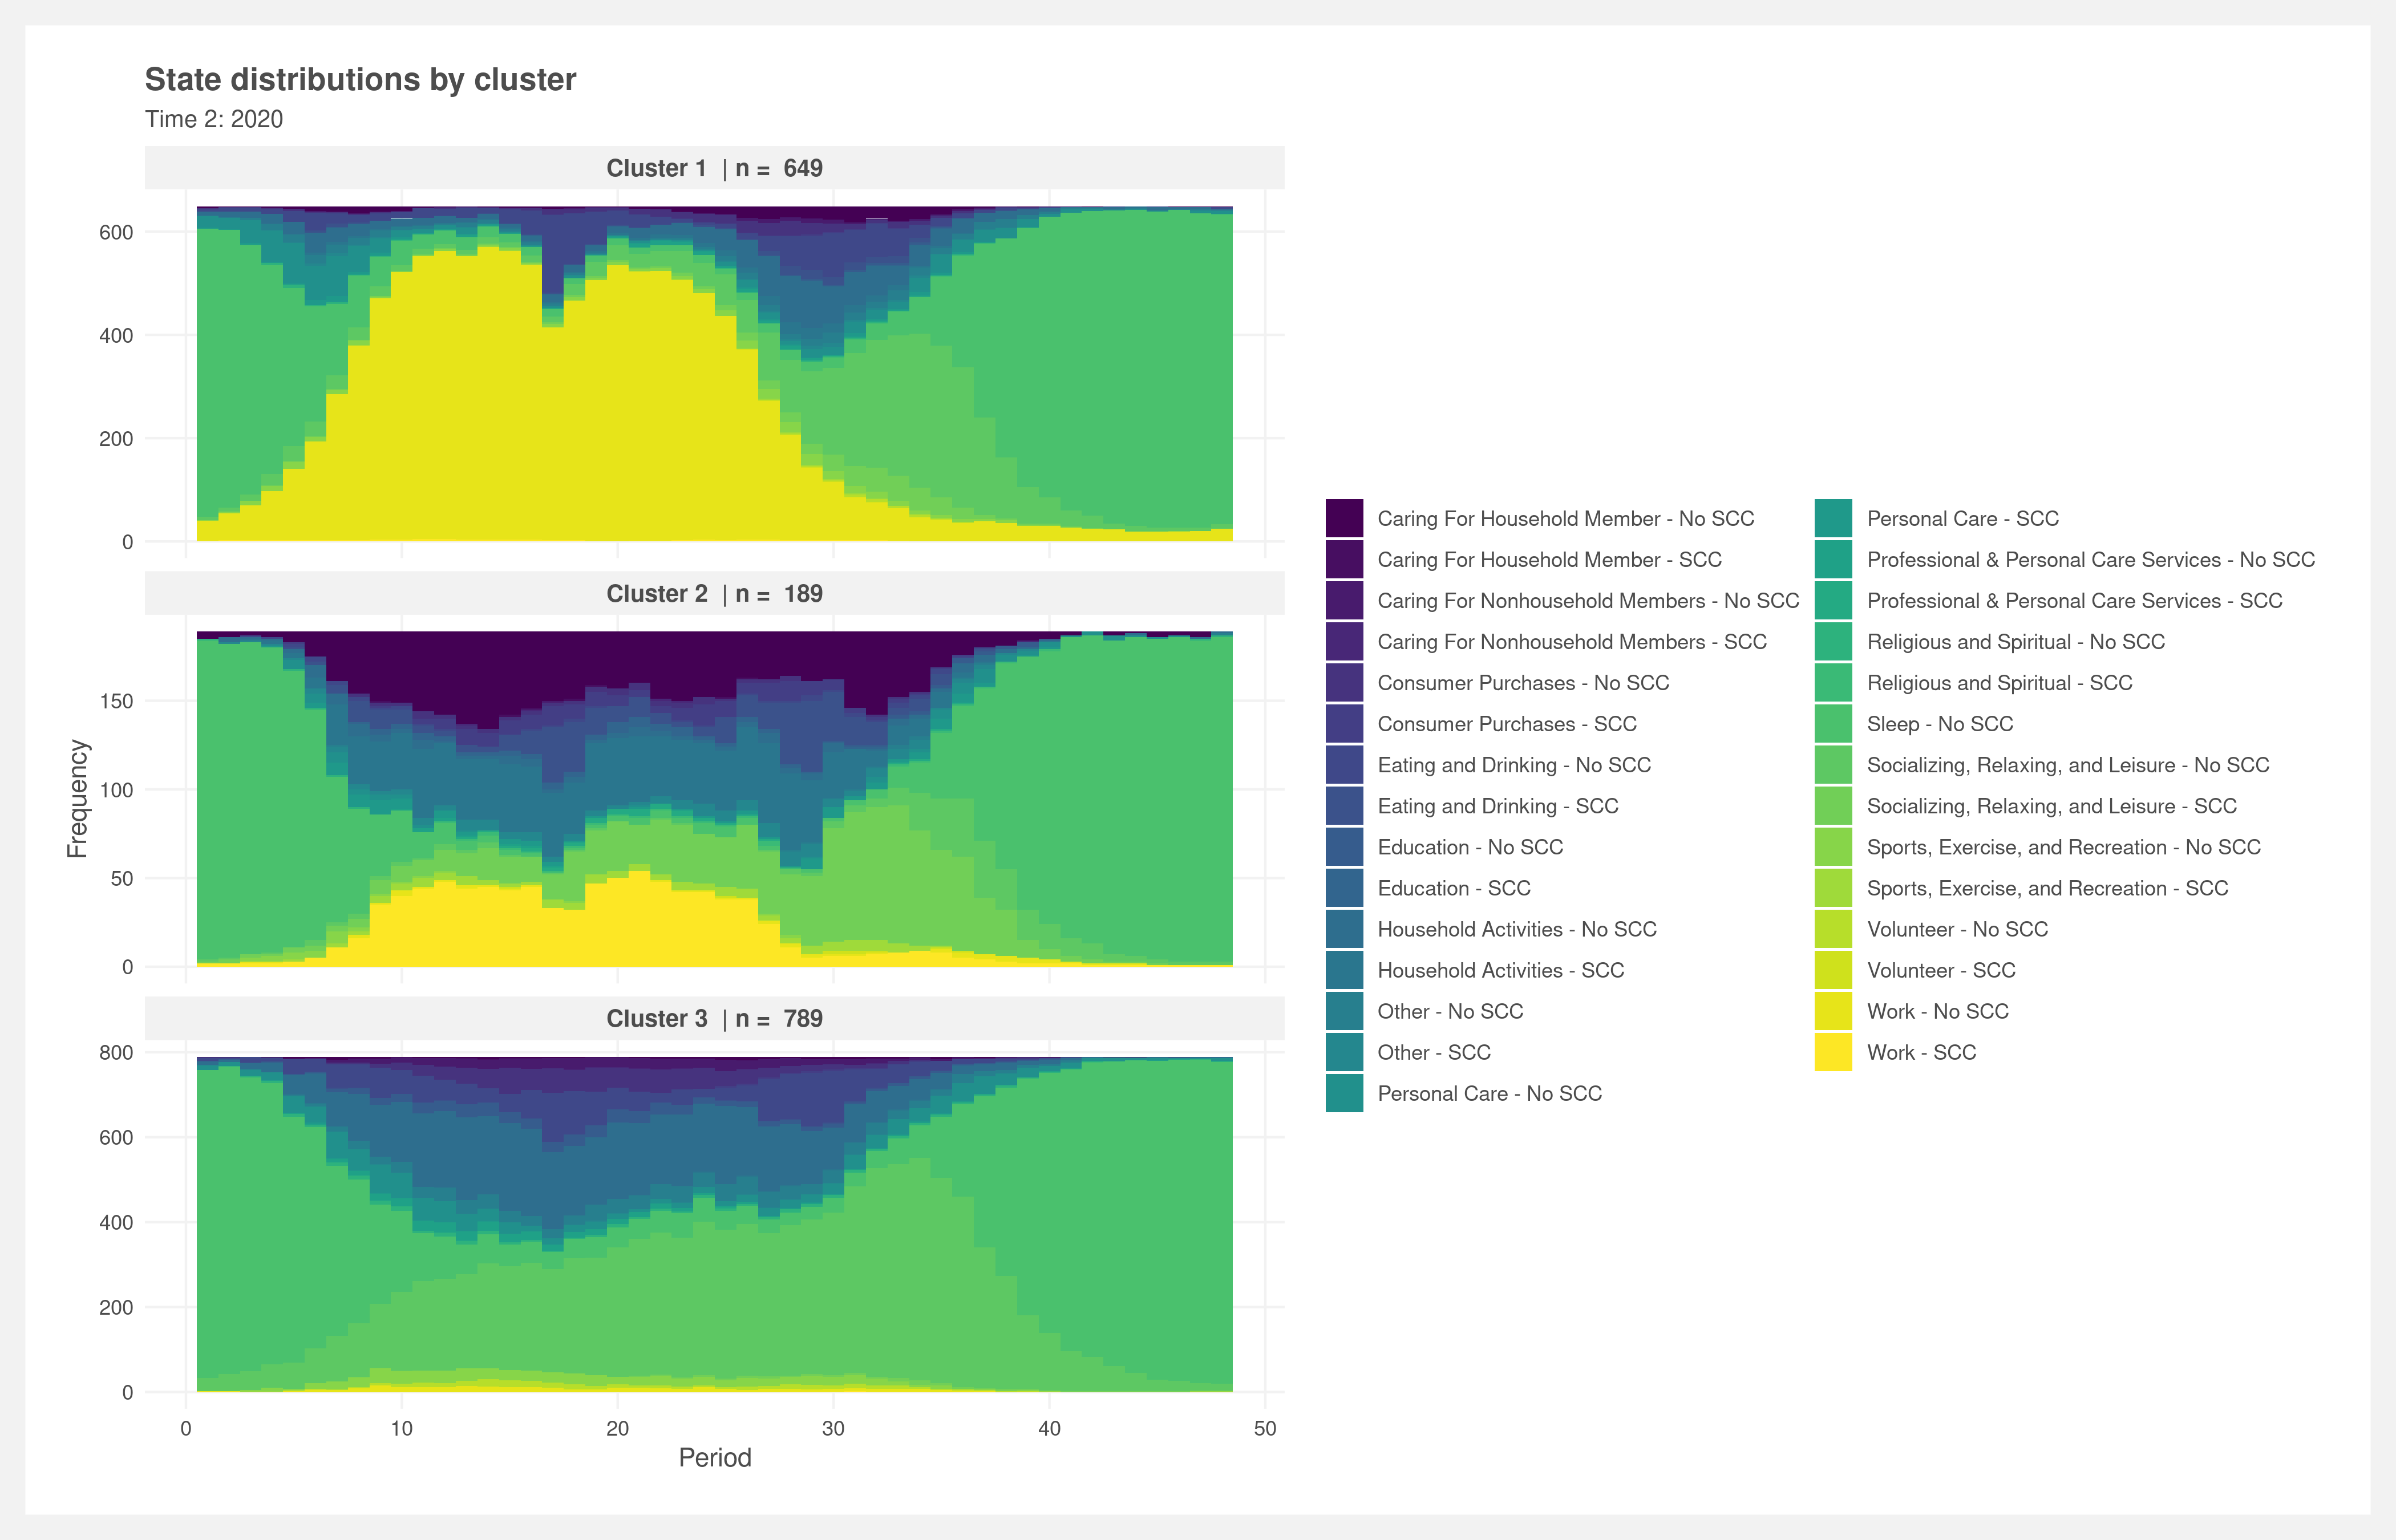 State distributions by cluster
Time 2: 2020
Cluster 1 | n = 649
600
400
200
0
Cluster 2 | n = 189
150
100
50
0
Cluster 3 | n = 789
800
600
400
200
0
0 10 20 30 40 50
Period
Frequency
Caring For Household Member - No SCC
Caring For Household Member - SCC
Caring For Nonhousehold Members - No SCC
Caring For Nonhousehold Members - SCC
Consumer Purchases - No SCC
Consumer Purchases - SCC
Eating and Drinking - No SCC
Eating and Drinking - SCC
Education - No SCC
Education - SCC
Household Activities - No SCC
Household Activities - SCC
Other - No SCC
Other - SCC
Personal Care - No SCC
Personal Care - SCC
Professional & Personal Care Services - No SCC
Professional & Personal Care Services - SCC
Religious and Spiritual - No SCC
Religious and Spiritual - SCC
Sleep - No SCC
Socializing, Relaxing, and Leisure - No SCC
Socializing, Relaxing, and Leisure - SCC
Sports, Exercise, and Recreation - No SCC
Sports, Exercise, and Recreation - SCC
Volunteer - No SCC
Volunteer - SCC
Work - No SCC
Work - SCC